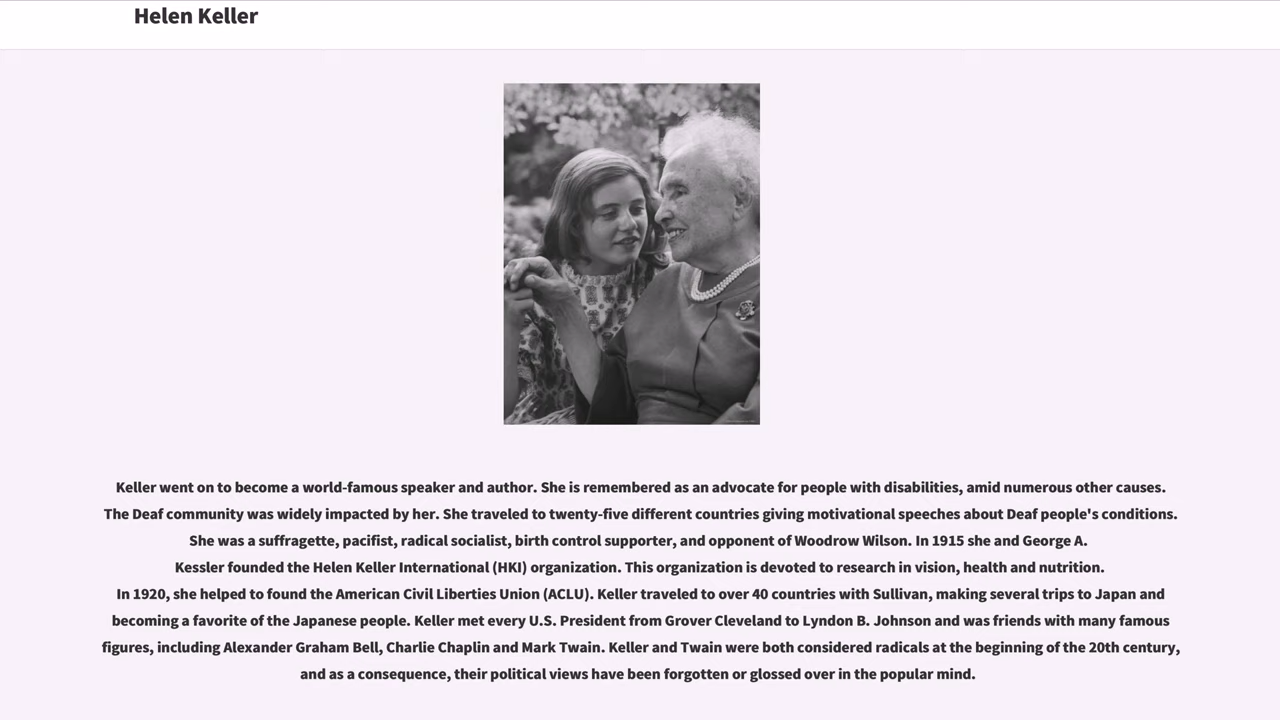 Helen Keller
Keller went on to become a world-famous speaker and author. She is remembered as an advocate for people with disabilities, amid numerous other causes.
The Deaf community was widely impacted by her. She traveled to twenty-five different countries giving motivational speeches about Deaf people's conditions.
She was a suffragette, pacifist, radical socialist, birth control supporter, and opponent of Woodrow Wilson. In 1915 she and George A.
Kessler founded the Helen Keller International (HKI) organization. This organization is devoted to research in vision, health and nutrition.
In 1920, she helped to found the American Civil Liberties Union (ACLU). Keller traveled to over 40 countries with Sullivan, making several trips to Japan and
becoming a favorite of the Japanese people. Keller met every U.S. President from Grover Cleveland to Lyndon B. Johnson and was friends with many famous
figures, including Alexander Graham Bell, Charlie Chaplin and Mark Twain. Keller and Twain were both considered radicals at the beginning of the 20th century,
and as a consequence, their political views have been forgotten or glossed over in the popular mind.